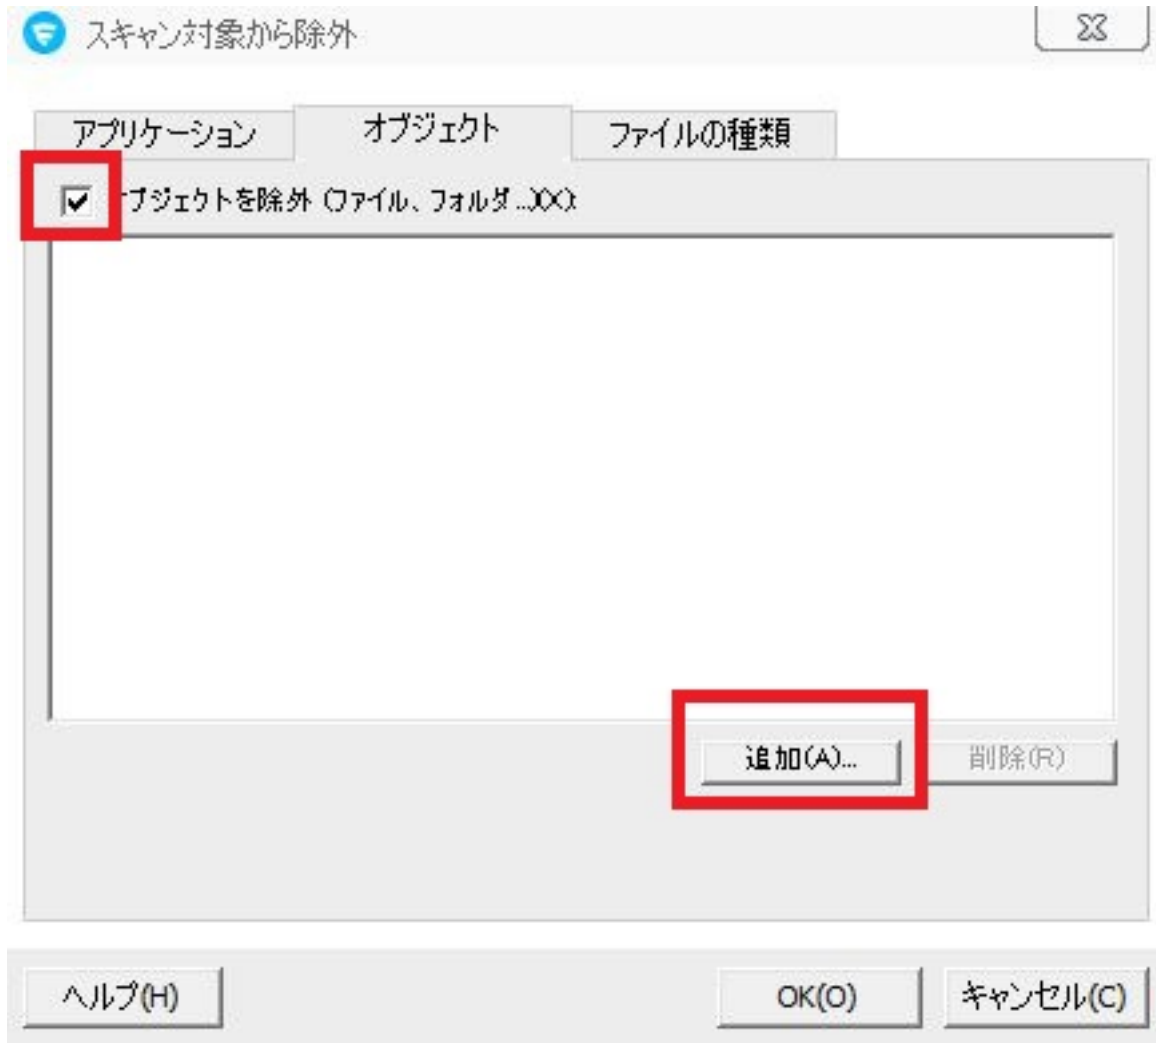 スキャン対象から除外
アプリケーション
オブジェクト
ファイルの種類
ブジェクトを除外 (ファイル、フォルダ...)(X):
追加(A)...
削除(R)
ヘルプ(H)
OK(O)
キャンセル(C)